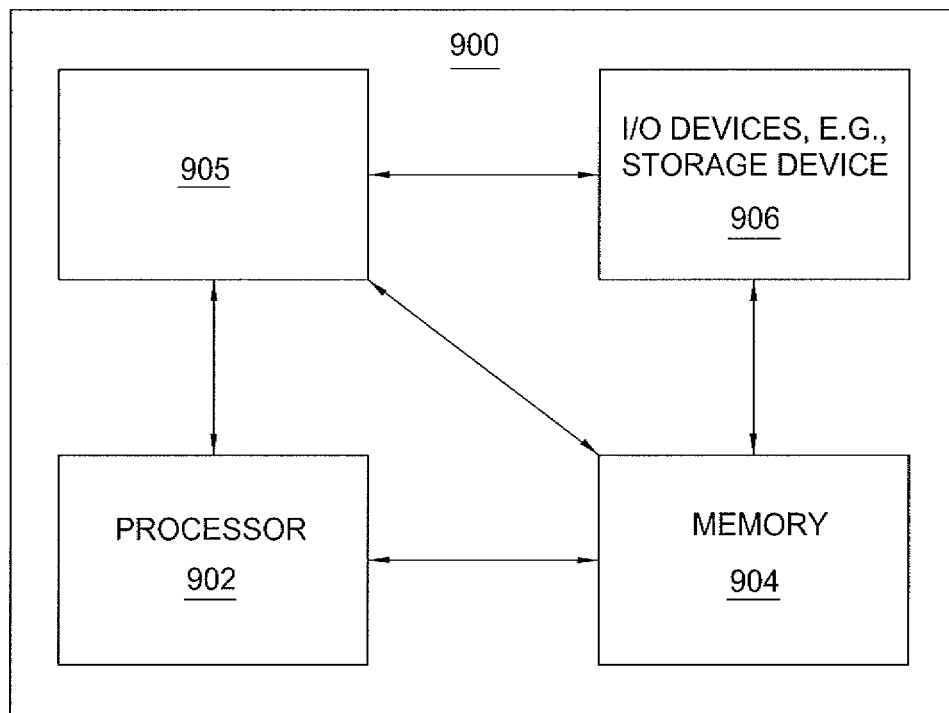 900
905
I/O DEVICES, E.G.,
STORAGE DEVICE
906
PROCESSOR
902
MEMORY
904